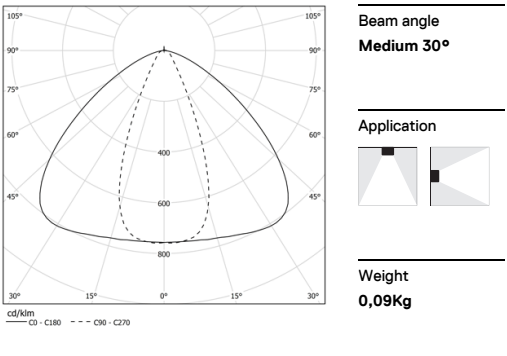 105° 105°
90° 90°
75° 75°
60° 60°
400
45° 45°
600
800
30° 15° 0° 15° 30°
cd/klm
C0 - C180 C90 - C270
Beam angle
Medium 30°
Application
Weight
0,09Kg